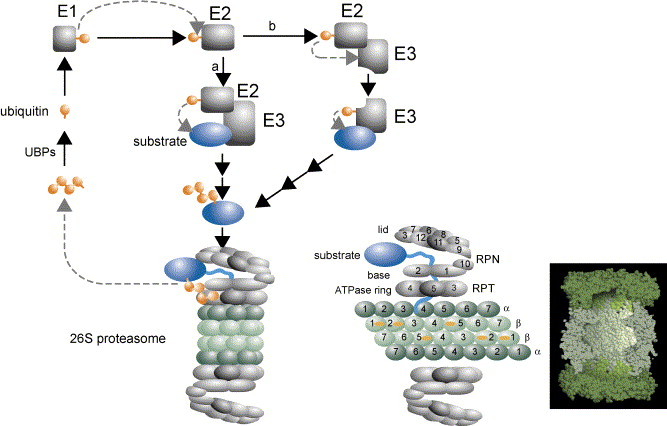 E1
E2
b
E2
E3
a
E2
E3
substrate
E3
ubiquitin
UBPs
26S proteasome
lid
7 6 8
3 12 11 5
9
10
substrate
RPN
base
2 1
ATPase ring
4 5 3
RPT
1 2 3 4 5 6 7 α
1 2 3 4 5 6 7 β
7 6 5 4 3 2 1 β
7 6 5 4 3 2 1 α